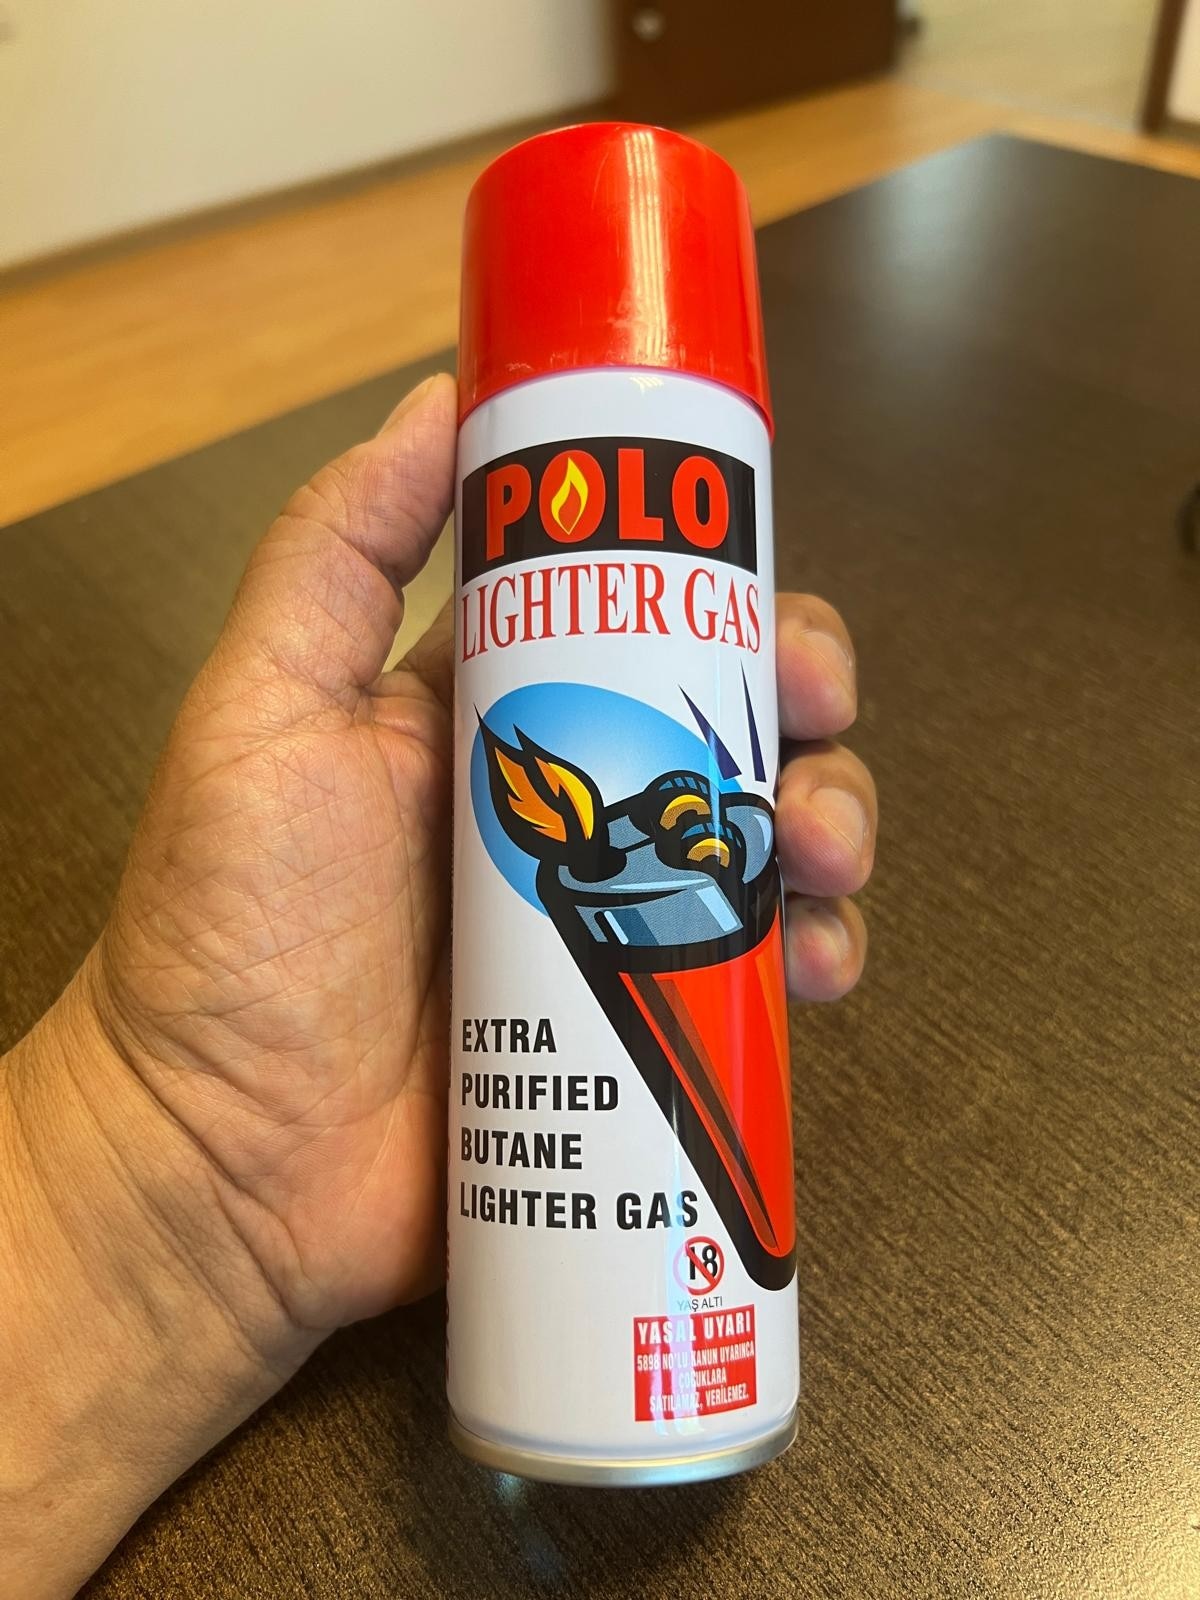 POLO
LIGHTER GAS
EXTRA
PURIFIED
BUTANE
LIGHTER GAS
18
YAŞ ALTI
YASAL UYARI
5898 NO'LU KANUN UYARINCA
ÇOCUKLARA
SATILAMAZ, VERİLEMEZ.